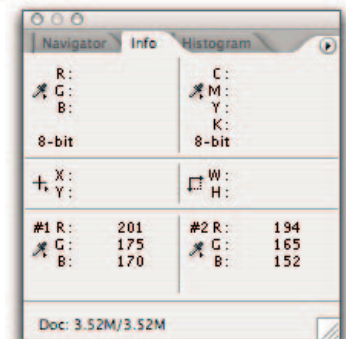 Navigator Info Histogram
R: C:
G: M:
B: Y:
K:
8-bit 8-bit
X: W:
Y: H:
#1 R: 201 #2 R: 194
G: 175 G: 165
B: 170 B: 152
Doc: 3.52M/3.52M